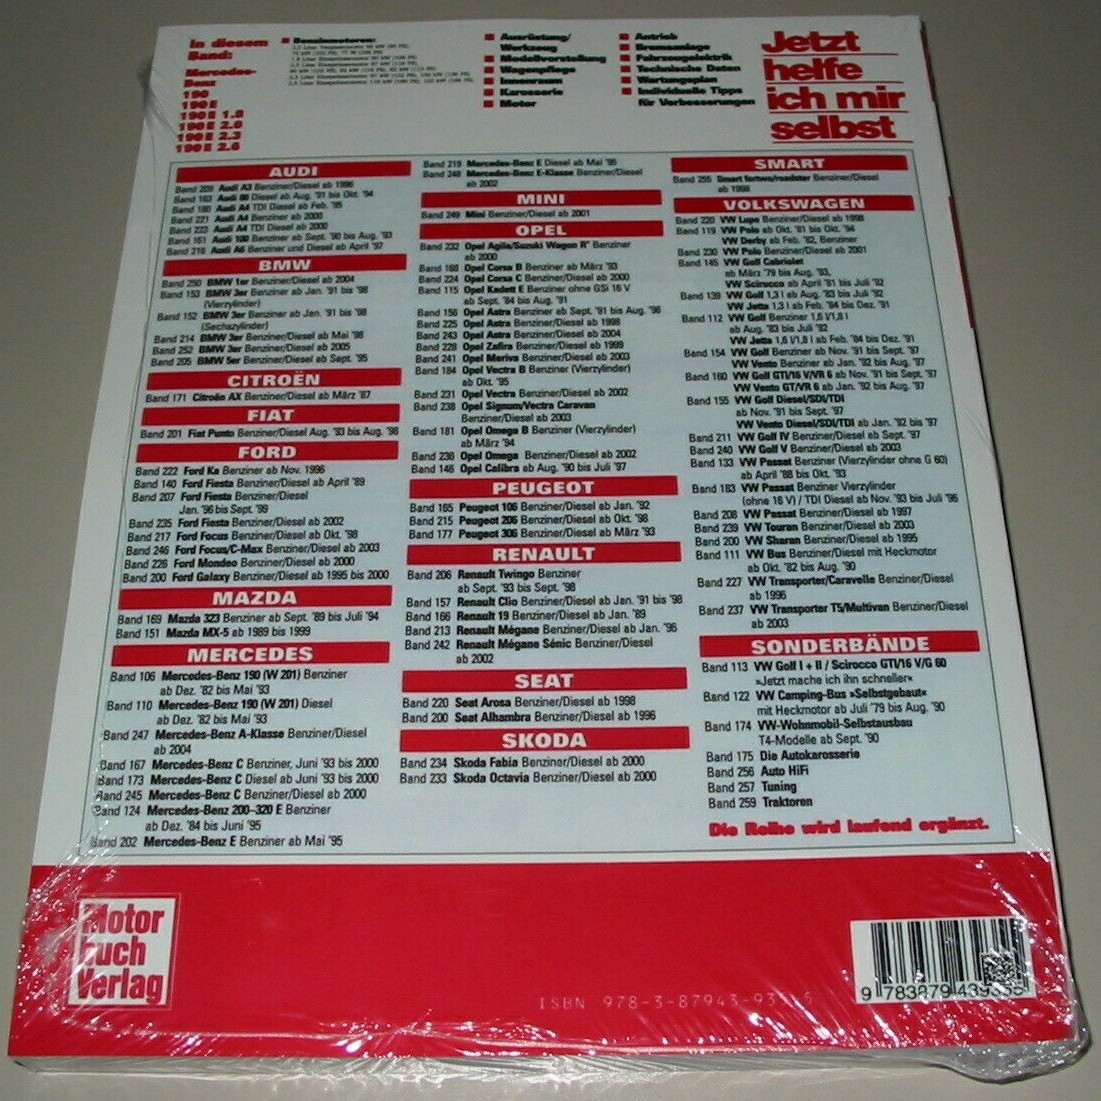 In diesem
Band:
Mercedes-
Benz
190
190 E
190 E 1.8
190 E 2.0
190 E 2.3
190 E 2.6
Benzinmotoren:
Ausrüstung/
Werkzeug
Modellvorstellung
Wagenpflege
Innenraum
Karosserie
Motor
Antrieb
Bremsanlage
Fahrzeugelektrik
Technische Daten
Wartungsplan
Individuelle Tipps
für Verbesserungen
Jetzt
helfe
ich mir
selbst
AUDI
Band 209 Audi A3 Benziner/Diesel ab 1996
Band 163 Audi 80 Diesel ab Aug. '91 bis Okt. '94
Band 180 Audi A4 TDI Diesel ab Feb. '95
Band 221 Audi A4 Benziner ab 2000
Band 223 Audi A4 TDI Diesel ab 2000
Band 161 Audi 100 Benziner ab Sept. '90 bis Aug. '93
Band 216 Audi A6 Benziner und Diesel ab April '97
BMW
Band 250 BMW 1er Benziner/Diesel ab 2004
Band 153 BMW 3er Benziner ab Jan. '91 bis '98
(Vierzylinder)
Band 152 BMW 3er Benziner ab Jan. '91 bis '98
(Sechszylinder)
Band 214 BMW 3er Benziner/Diesel ab Mai '98
Band 252 BMW 3er Benziner/Diesel ab 2005
Band 205 BMW 5er Benziner/Diesel ab Sept. '95
CITROËN
Band 171 Citroën AX Benziner/Diesel ab März '87
FIAT
Band 201 Fiat Punto Benziner/Diesel Aug. '93 bis Aug. '98
FORD
Band 222 Ford Ka Benziner ab Nov. 1996
Band 140 Ford Fiesta Benziner/Diesel ab April '89
Band 207 Ford Fiesta Benziner/Diesel
Jan. '96 bis Sept. '99
Band 235 Ford Fiesta Benziner/Diesel ab 2002
Band 217 Ford Focus Benziner/Diesel ab Okt. '98
Band 246 Ford Focus/C-Max Benziner/Diesel ab 2003
Band 226 Ford Mondeo Benziner/Diesel ab 2000
Band 200 Ford Galaxy Benziner/Diesel ab 1995 bis 2000
MAZDA
Band 169 Mazda 323 Benziner ab Sept. '89 bis Juli '94
Band 151 Mazda MX-5 ab 1989 bis 1999
MERCEDES
Band 106 Mercedes-Benz 190 (W 201) Benziner
ab Dez. '82 bis Mai '93
Band 110 Mercedes-Benz 190 (W 201) Diesel
ab Dez. '82 bis Mai '93
Band 247 Mercedes-Benz A-Klasse Benziner/Diesel
ab 2004
Band 167 Mercedes-Benz C Benziner, Juni '93 bis 2000
Band 173 Mercedes-Benz C Diesel ab Juni '93 bis 2000
Band 245 Mercedes-Benz C Benziner/Diesel ab 2000
Band 124 Mercedes-Benz 200–320 E Benziner
ab Dez. '84 bis Juni '95
Band 202 Mercedes-Benz E Benziner ab Mai '95
Band 219 Mercedes-Benz E Diesel ab Mai '95
Band 248 Mercedes-Benz E-Klasse Benziner/Diesel
ab 2002
MINI
Band 249 Mini Benziner/Diesel ab 2001
OPEL
Band 232 Opel Agila/Suzuki Wagon R+ Benziner
ab 2000
Band 168 Opel Corsa B Benziner ab März '93
Band 224 Opel Corsa C Benziner/Diesel ab 2000
Band 115 Opel Kadett E Benziner ohne GSi 16 V
ab Sept. '84 bis Aug. '91
Band 156 Opel Astra Benziner ab Sept. '91 bis Aug. '98
Band 225 Opel Astra Benziner/Diesel ab 1998
Band 243 Opel Astra Benziner/Diesel ab 2004
Band 228 Opel Zafira Benziner/Diesel ab 1999
Band 241 Opel Meriva Benziner/Diesel ab 2003
Band 184 Opel Vectra B Benziner (Vierzylinder)
ab Okt. '95
Band 231 Opel Vectra Benziner/Diesel ab 2002
Band 238 Opel Signum/Vectra Caravan
Benziner/Diesel ab 2003
Band 181 Opel Omega B Benziner (Vierzylinder)
ab März '94
Band 236 Opel Omega Benziner/Diesel ab 2002
Band 146 Opel Calibra ab Aug. '90 bis Juli '97
PEUGEOT
Band 165 Peugeot 106 Benziner/Diesel ab Jan. '92
Band 215 Peugeot 206 Benziner/Diesel ab Okt. '98
Band 177 Peugeot 306 Benziner/Diesel ab März '93
RENAULT
Band 206 Renault Twingo Benziner
ab Sept. '93 bis Sept. '98
Band 157 Renault Clio Benziner/Diesel ab Jan. '91 bis '98
Band 166 Renault 19 Benziner/Diesel ab Jan. '89
Band 213 Renault Mégane Benziner/Diesel ab Jan. '96
Band 242 Renault Mégane Sénic Benziner/Diesel
ab 2002
SEAT
Band 220 Seat Arosa Benziner/Diesel ab 1998
Band 200 Seat Alhambra Benziner/Diesel ab 1996
SKODA
Band 234 Skoda Fabia Benziner/Diesel ab 2000
Band 233 Skoda Octavia Benziner/Diesel ab 2000
SMART
Band 255 Smart fortwo/roadster Benziner/Diesel
ab 1998
VOLKSWAGEN
Band 220 VW Lupo Benziner/Diesel ab 1998
Band 119 VW Polo ab Okt. '81 bis Okt. '94
VW Derby ab Feb. '82, Benziner
Band 230 VW Polo Benziner/Diesel ab 2001
Band 145 VW Golf Cabriolet
ab März '79 bis Aug. '93,
VW Scirocco ab April '81 bis Juli '92
Band 139 VW Golf 1,3 l ab Aug. '83 bis Juli '92
VW Jetta 1,3 l ab Feb. '84 bis Dez. '91
Band 112 VW Golf Benziner 1,6 l/1,8 l
ab Aug. '83 bis Juli '92
VW Jetta 1,6 l/1,8 l ab Feb. '84 bis Dez. '91
Band 154 VW Golf Benziner ab Nov. '91 bis Sept. '97
VW Vento Benziner ab Jan. '92 bis Aug. '97
Band 160 VW Golf GTI/16 V/VR 6 ab Nov. '91 bis Sept. '97
VW Vento GT/VR 6 ab Jan. '92 bis Aug. '97
Band 155 VW Golf Diesel/SDI/TDI
ab Nov. '91 bis Sept. '97
VW Vento Diesel/SDI/TDI ab Jan. '92 bis '97
Band 211 VW Golf IV Benziner/Diesel ab Sept. '97
Band 240 VW Golf V Benziner/Diesel ab 2003
Band 133 VW Passat Benziner (Vierzylinder ohne G 60)
ab April '88 bis Okt. '93
Band 183 VW Passat Benziner Vierzylinder
(ohne 16 V) / TDI Diesel ab Nov. '93 bis Juli '96
Band 208 VW Passat Benziner/Diesel ab 1997
Band 239 VW Touran Benziner/Diesel ab 2003
Band 200 VW Sharan Benziner/Diesel ab 1995
Band 111 VW Bus Benziner/Diesel mit Heckmotor
ab Okt. '82 bis Aug. '90
Band 227 VW Transporter/Caravelle Benziner/Diesel
ab 1996
Band 237 VW Transporter T5/Multivan Benziner/Diesel
ab 2003
SONDERBÄNDE
Band 113 VW Golf I + II / Scirocco GTI/16 V/G 60
»Jetzt mache ich ihn schneller«
Band 122 VW Camping-Bus »Selbstgebaut«
mit Heckmotor ab Juli '79 bis Aug. '90
Band 174 VW-Wohnmobil-Selbstausbau
T4-Modelle ab Sept. '90
Band 175 Die Autokarosserie
Band 256 Auto HiFi
Band 257 Tuning
Band 259 Traktoren
Die Reihe wird laufend ergänzt.
Motor
buch
Verlag
ISBN 978-3-87943-
9 783879 439355